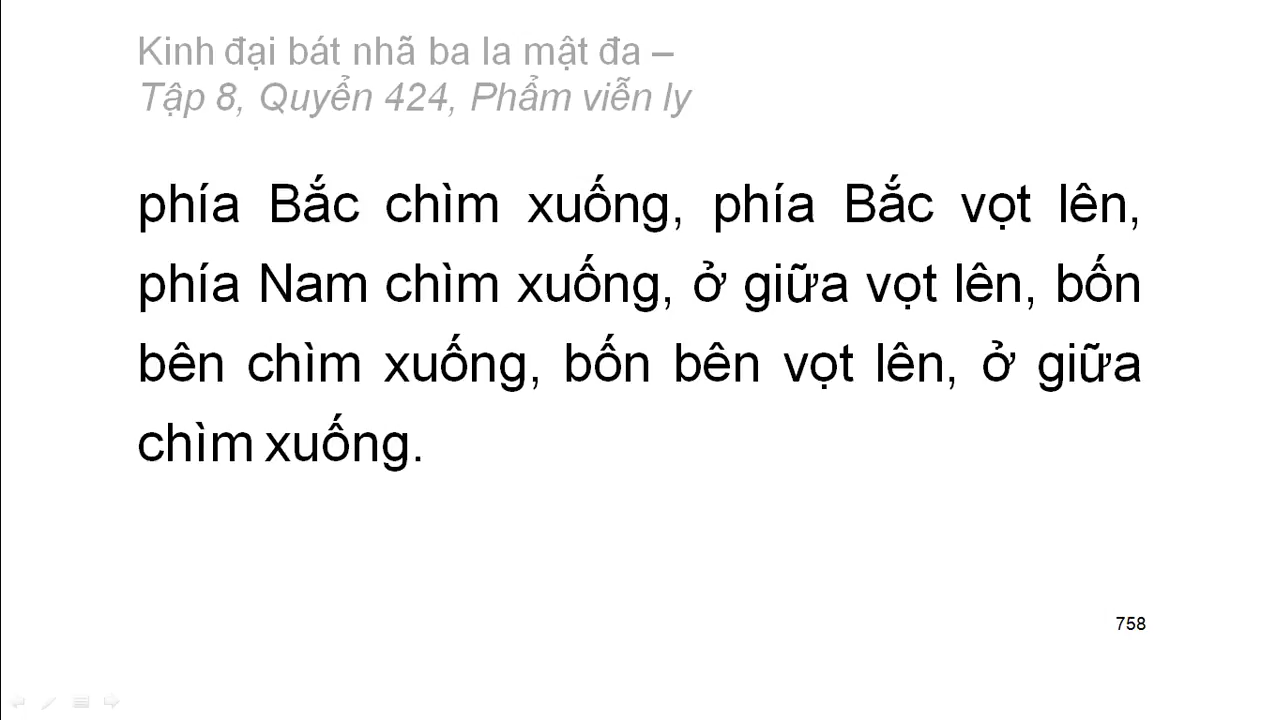 Kinh đại bát nhã ba la mật đa –
Tập 8, Quyển 424, Phẩm viễn ly
phía Bắc chìm xuống, phía Bắc vọt lên,
phía Nam chìm xuống, ở giữa vọt lên, bốn
bên chìm xuống, bốn bên vọt lên, ở giữa
chìm xuống.
758